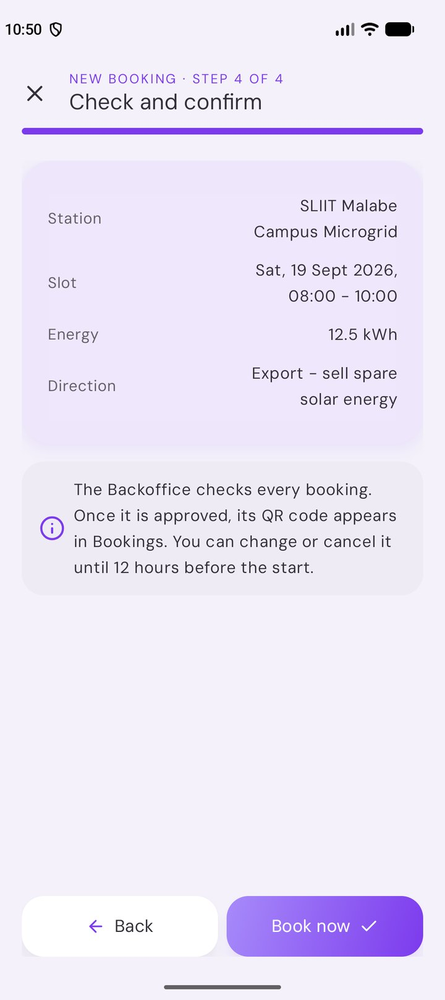 10:50
NEW BOOKING · STEP 4 OF 4
Check and confirm
Station
SLIIT Malabe
Campus Microgrid
Slot
Sat, 19 Sept 2026,
08:00 – 10:00
Energy
12.5 kWh
Direction
Export – sell spare
solar energy
The Backoffice checks every booking.
Once it is approved, its QR code appears
in Bookings. You can change or cancel it
until 12 hours before the start.
Back
Book now